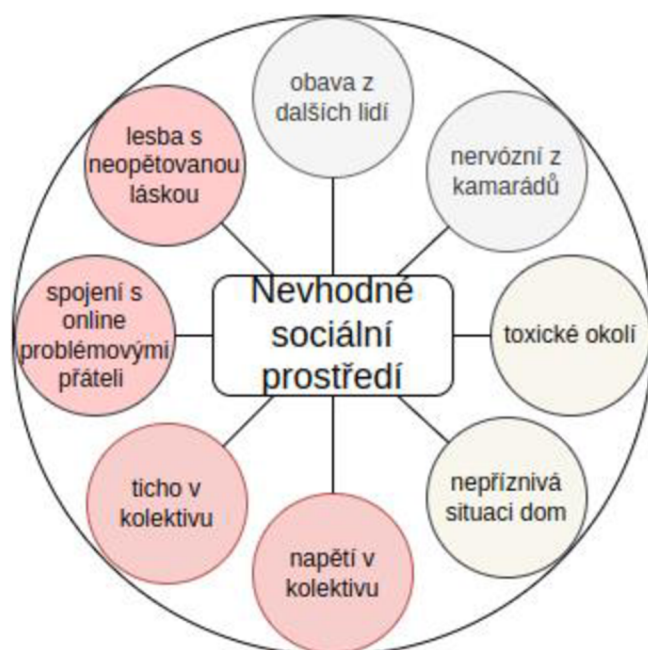 obava z
dalších lidí
nervózní z
kamarádů
toxické okolí
nepříznivá
situaci dom
napětí v
kolektivu
ticho v
kolektivu
spojení s
online
problémovými
přáteli
lesba s
neopětovanou
láskou
Nevhodné
sociální
prostředí